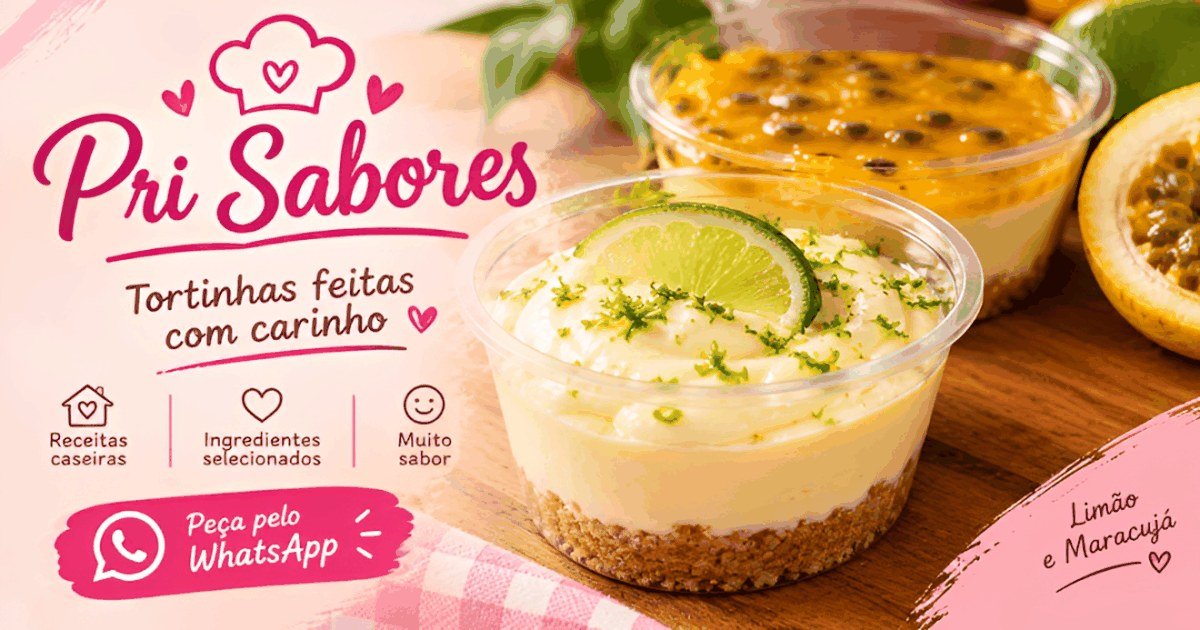 Pri Sabores
Tortinhas feitas
com carinho
Receitas
caseiras
Ingredientes
selecionados
Muito
sabor
Peça pelo
WhatsApp
Limão
e Maracujá